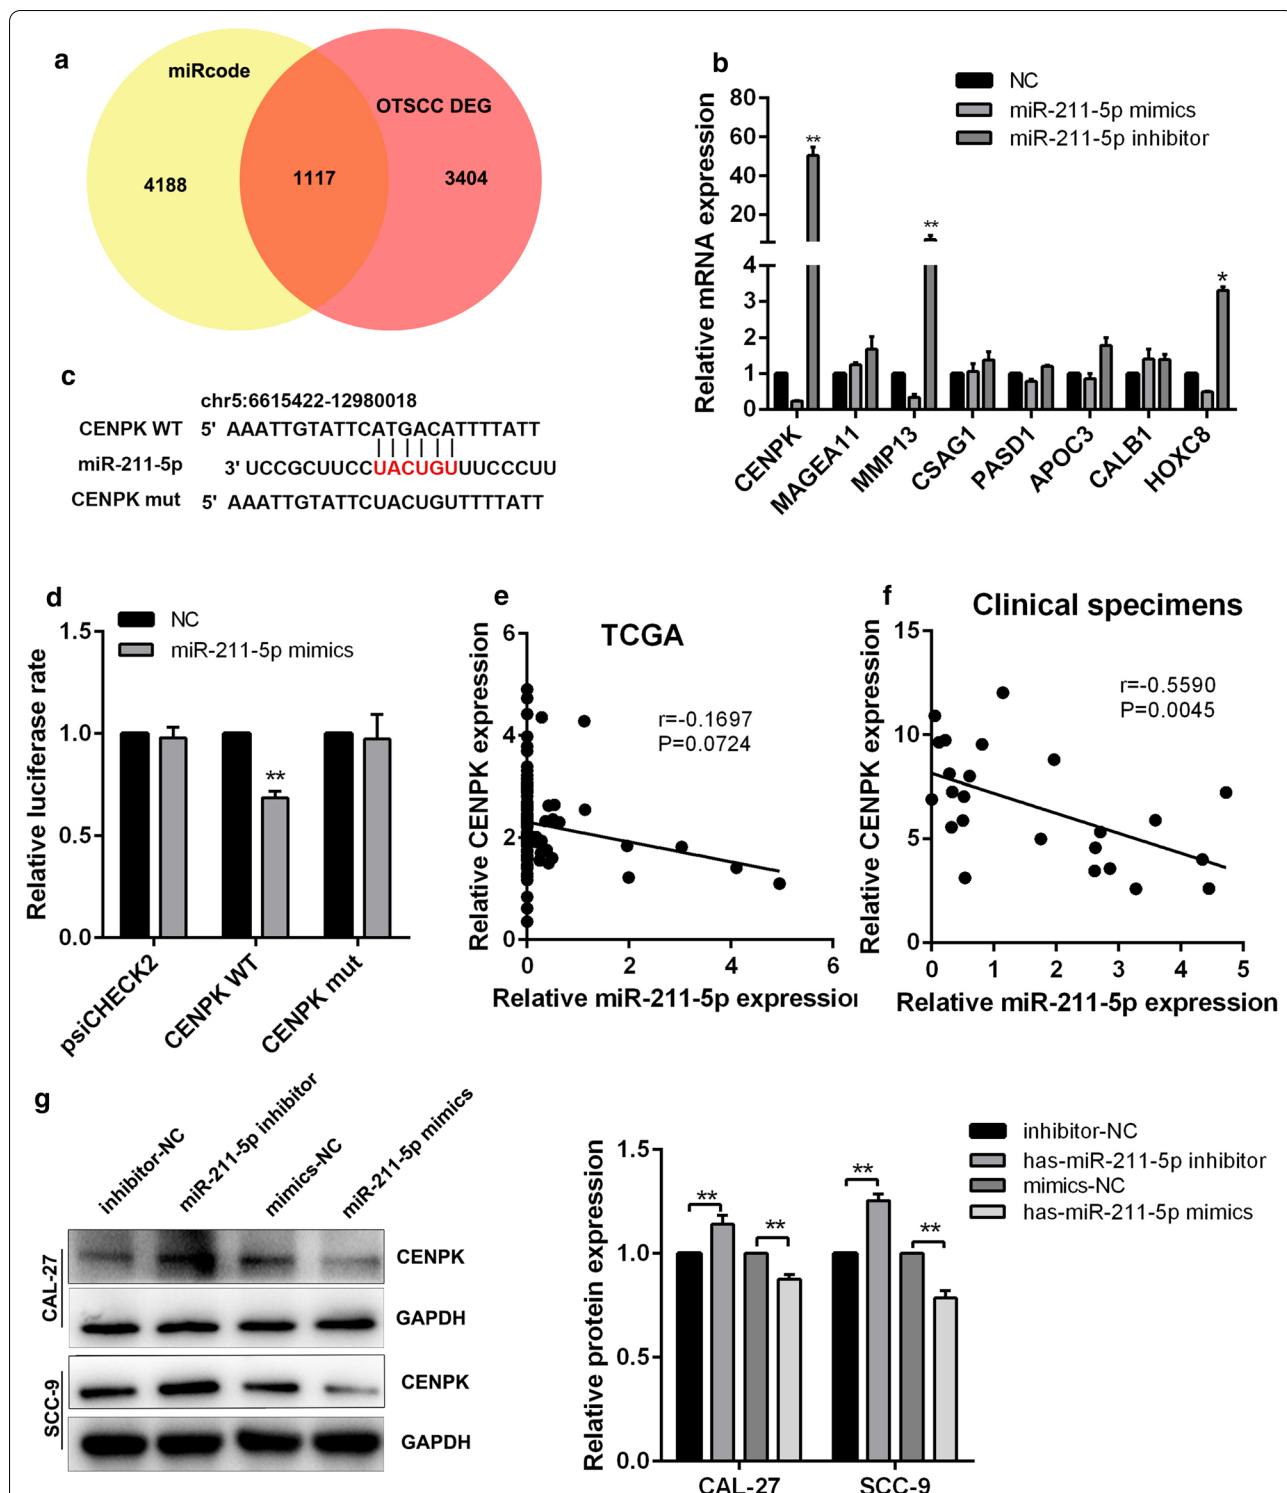 a
miRcode
OTSCC DEG
4188
1117
3404
b
NC
miR-211-5p mimics
miR-211-5p inhibitor
Relative mRNA expression
80
60
40
20
4
3
2
1
0
**
**
*
CENPK
MAGEA11
MMP13
CSAG1
PASD1
APOC3
CALB1
HOXC8
c
chr5:6615422-12980018
CENPK WT 5' AAATTGTATTCATGACATTTTATT
miR-211-5p 3' UCCGCUUCCUACUGUUUCCCUU
CENPK mut 5' AAATTGTATTCUACUGUTTTTATT
d
NC
miR-211-5p mimics
Relative luciferase rate
1.5
1.0
0.5
0.0
**
psiCHECK2
CENPK WT
CENPK mut
e
TCGA
r=-0.1697
P=0.0724
Relative CENPK expression
6
4
2
0
0 2 4 6
Relative miR-211-5p expression
f
Clinical specimens
r=-0.5590
P=0.0045
Relative CENPK expression
15
10
5
0
0 1 2 3 4 5
Relative miR-211-5p expression
g
inhibitor-NC
miR-211-5p inhibitor
mimics-NC
miR-211-5p mimics
CAL-27
CENPK
GAPDH
SCC-9
CENPK
GAPDH
inhibitor-NC
has-miR-211-5p inhibitor
mimics-NC
has-miR-211-5p mimics
Relative protein expression
1.5
1.0
0.5
0.0
**
**
**
**
CAL-27
SCC-9